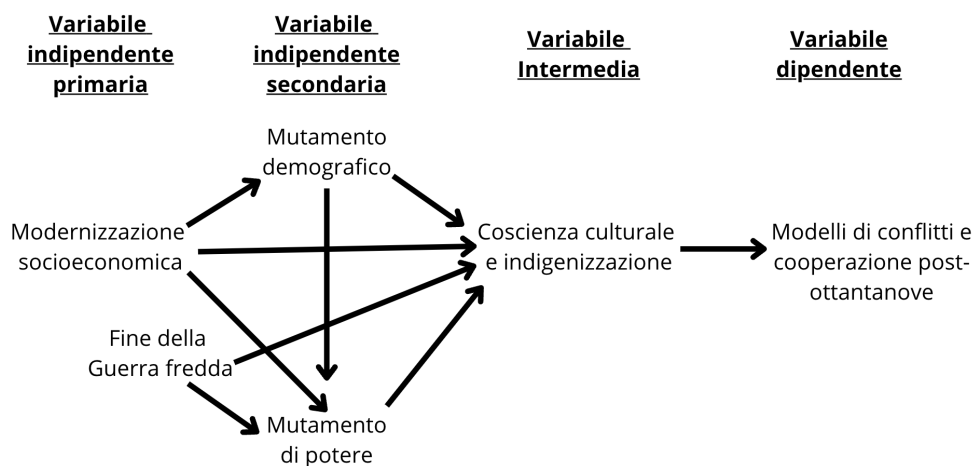 Variabile
indipendente
primaria
Variabile
indipendente
secondaria
Variabile
Intermedia
Variabile
dipendente
Mutamento
demografico
Modernizzazione
socioeconomica
Coscienza culturale
e indigenizzazione
Modelli di conflitti e
cooperazione post-
ottantanove
Fine della
Guerra fredda
Mutamento
di potere